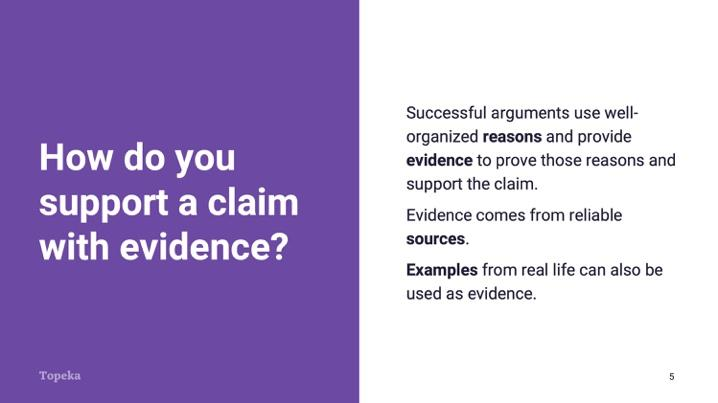 How do you
support a claim
with evidence?
Successful arguments use well-
organized reasons and provide
evidence to prove those reasons and
support the claim.
Evidence comes from reliable
sources.
Examples from real life can also be
used as evidence.
Topeka
5